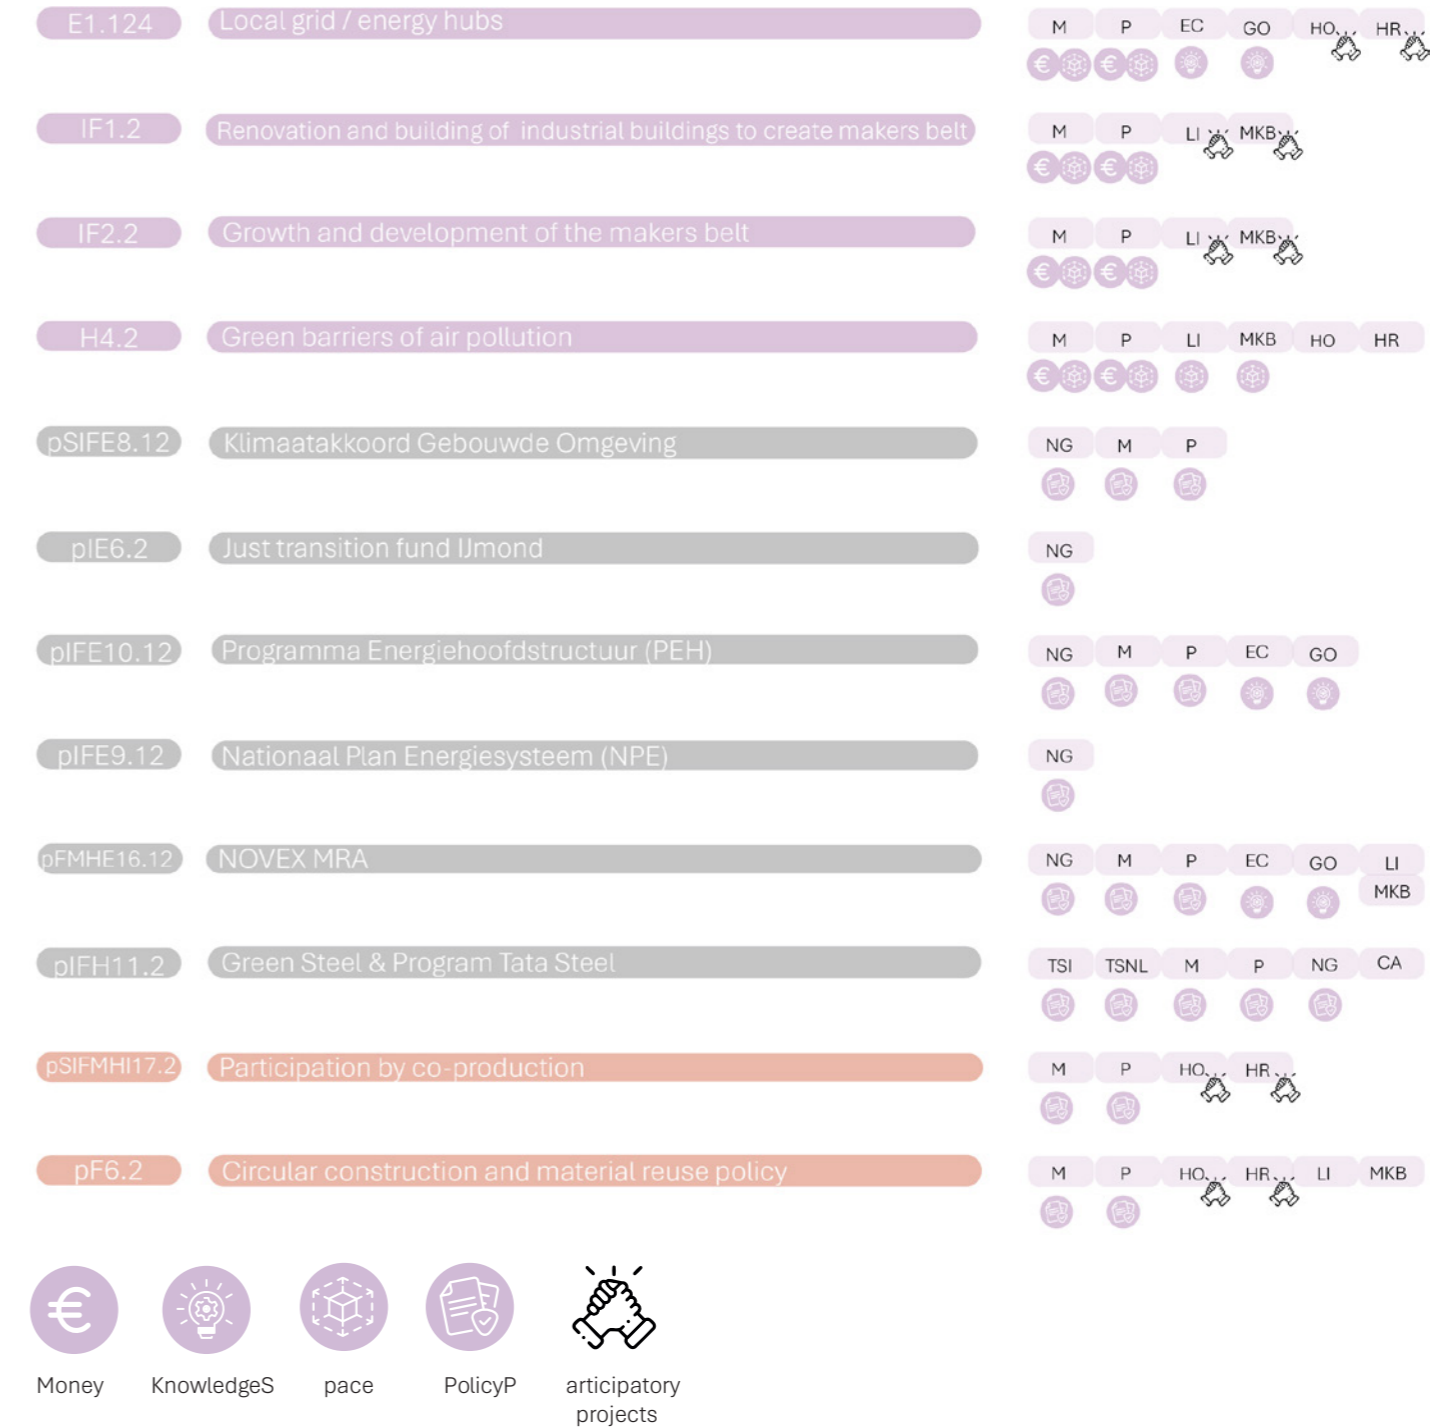 E1.124 Local grid / energy hubs M P EC GO HO HR
IF1.2 Renovation and building of industrial buildings to create makers belt M P LI MKB
IF2.2 Growth and development of the makers belt M P LI MKB
H4.2 Green barriers of air pollution M P LI MKB HO HR
pSIFE8.12 Klimaatakkoord Gebouwde Omgeving NG M P
pIE6.2 Just transition fund IJmond NG
pIFE10.12 Programma Energiehoofdstructuur (PEH) NG M P EC GO
pIFE9.12 Nationaal Plan Energiesysteem (NPE) NG
pFMHE16.12 NOVEX MRA NG M P EC GO LI
MKB
pIFH11.2 Green Steel & Program Tata Steel TSI TSNL M P NG CA
pSIFMHI17.2 Participation by co-production M P HO HR
pF6.2 Circular construction and material reuse policy M P HO HR LI MKB
Money KnowledgeS pace PolicyP articipatory
projects